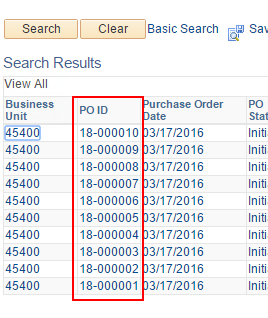 Search Clear Basic Search Sav
Search Results
View All
Business Unit PO ID Purchase Order Date PO Stat
45400 18-000010 03/17/2016 Initi
45400 18-000009 03/17/2016 Initi
45400 18-000008 03/17/2016 Initi
45400 18-000007 03/17/2016 Initi
45400 18-000006 03/17/2016 Initi
45400 18-000005 03/17/2016 Initi
45400 18-000004 03/17/2016 Initi
45400 18-000003 03/17/2016 Initi
45400 18-000002 03/17/2016 Initi
45400 18-000001 03/17/2016 Initi